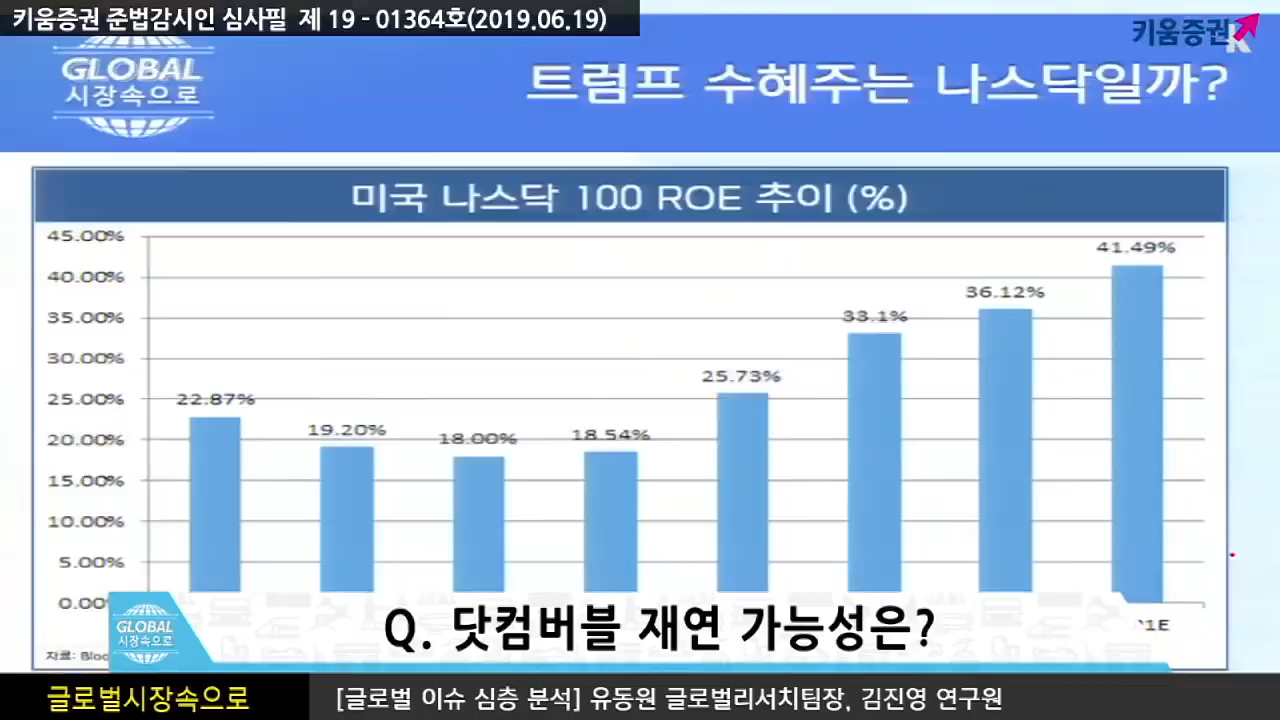 키움증권 준법감시인 심사필 제 19 - 01364호(2019.06.19)
키움증권
GLOBAL
시장속으로
트럼프 수혜주는 나스닥일까?
미국 나스닥 100 ROE 추이 (%)
45.00%
40.00%
35.00%
30.00%
25.00%
20.00%
15.00%
10.00%
5.00%
0.00%
22.87%
19.20%
18.00%
18.54%
25.73%
33.1%
36.12%
41.49%
1E
자료: Bloo
GLOBAL
시장속으로
Q. 닷컴버블 재연 가능성은?
글로벌시장속으로
[글로벌 이슈 심층 분석] 유동원 글로벌리서치팀장, 김진영 연구원